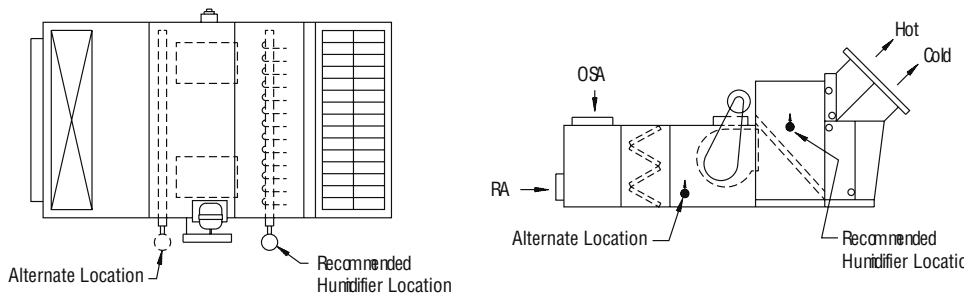 Alternate Location
Recommended
Humidifier Location
OSA
Hot
Cold
RA
Alternate Location
Recommended
Humidifier Locatio